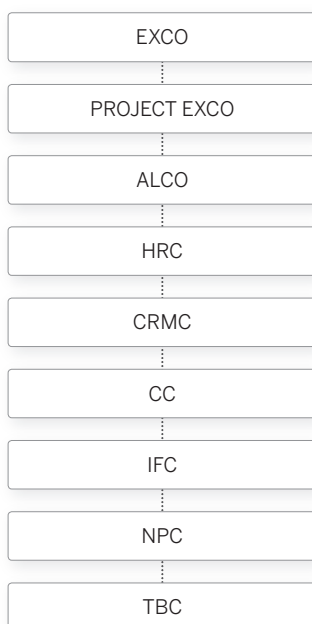 EXCO
PROJECT EXCO
ALCO
HRC
CRMC
CC
IFC
NPC
TBC